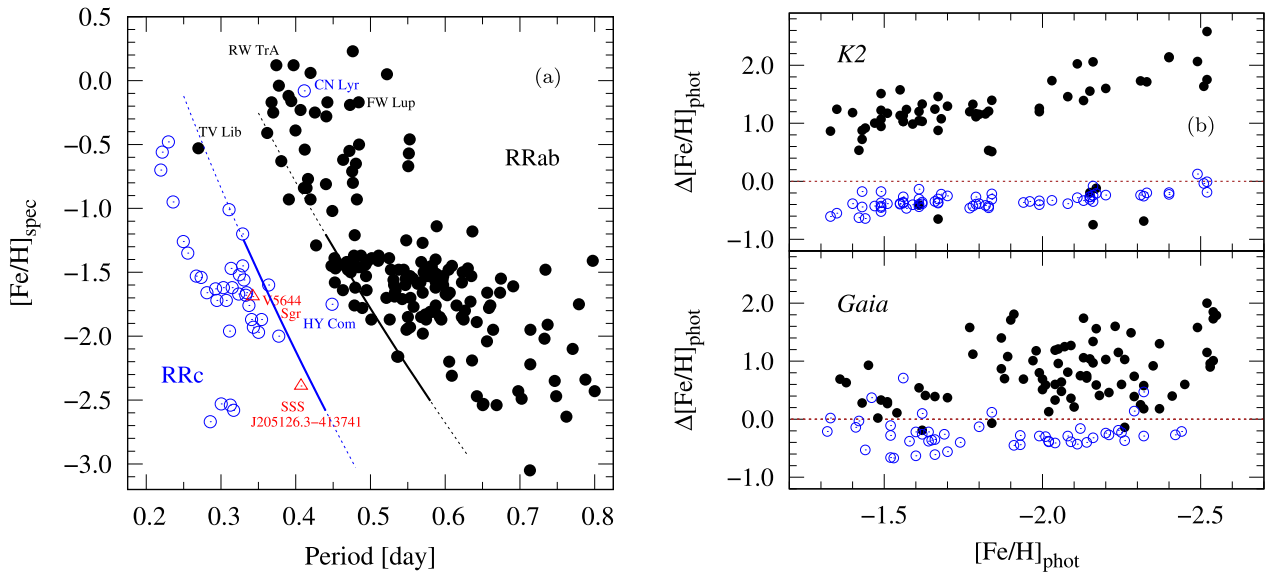 (a)
RW TrA
CN Lyr
FW Lup
TV Lib
RRab
V5644
Sgr
HY Com
RRc
SSS
J205126.3−413741
0.0
−0.5
−1.0
−1.5
−2.0
−2.5
−3.0
[Fe/H]spec
0.2 0.3 0.4 0.5 0.6 0.7 0.8
Period [day]
K2
(b)
2.0
1.0
0.0
−1.0
Δ[Fe/H]phot
Gaia
2.0
1.0
0.0
−1.0
Δ[Fe/H]phot
−1.5 −2.0 −2.5
[Fe/H]phot